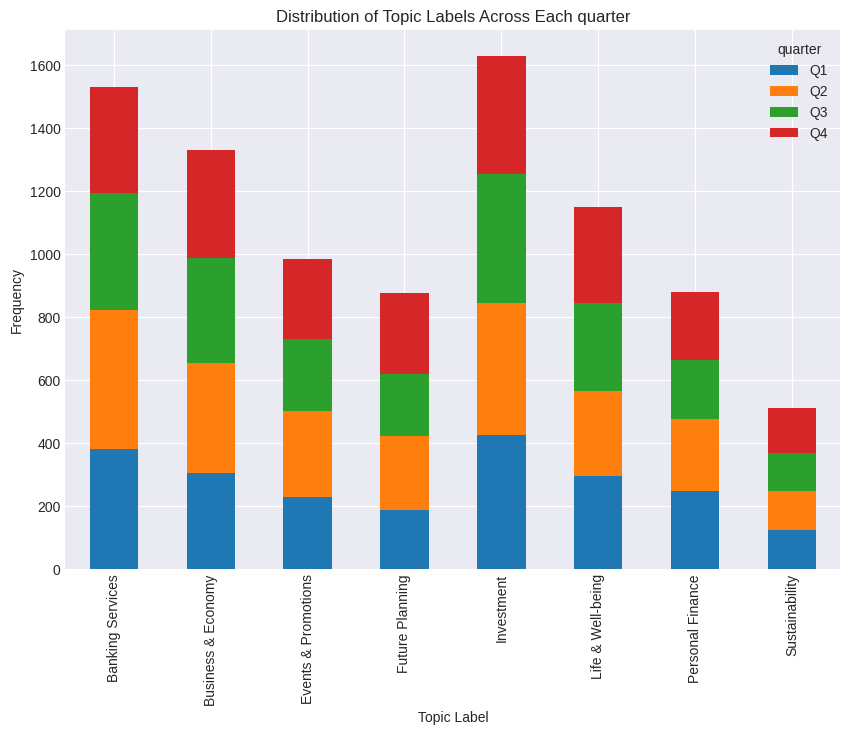 Distribution of Topic Labels Across Each quarter
quarter
Q1
Q2
Q3
Q4
Frequency
1600
1400
1200
1000
800
600
400
200
0
Banking Services
Business & Economy
Events & Promotions
Future Planning
Investment
Life & Well-being
Personal Finance
Sustainability
Topic Label